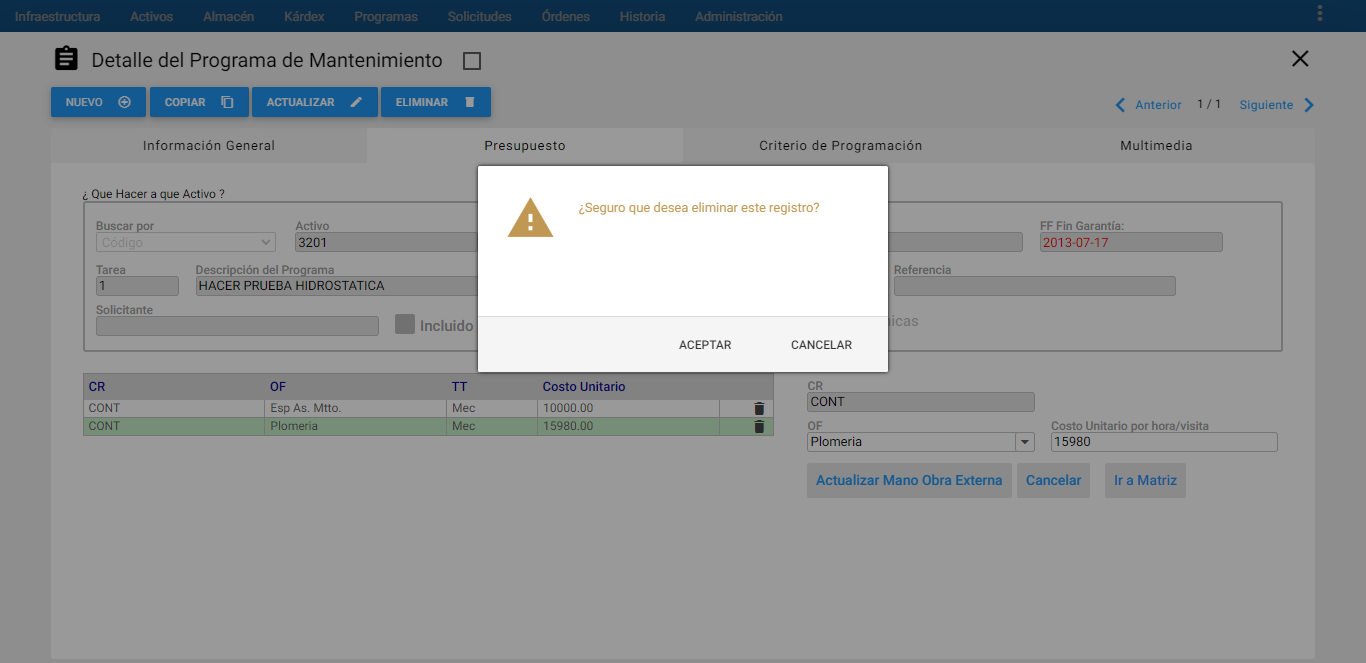 Infraestructura Activos Almacén Kárdex Programas Solicitudes Órdenes Historia Administración
Detalle del Programa de Mantenimiento
NUEVO COPIAR ACTUALIZAR ELIMINAR
Anterior 1 / 1 Siguiente
Información General Presupuesto Criterio de Programación Multimedia
¿ Que Hacer a que Activo ?
¿Seguro que desea eliminar este registro?
Buscar por Activo FF Fin Garantía:
Código 3201 2013-07-17
Tarea Descripción del Programa Referencia
1 HACER PRUEBA HIDROSTATICA
Solicitante
Incluido
ACEPTAR CANCELAR
CR OF TT Costo Unitario
CONT Esp As. Mtto. Mec 10000.00
CONT Plomeria Mec 15980.00
CR
CONT
OF Costo Unitario por hora/visita
Plomeria 15980
Actualizar Mano Obra Externa Cancelar Ir a Matriz